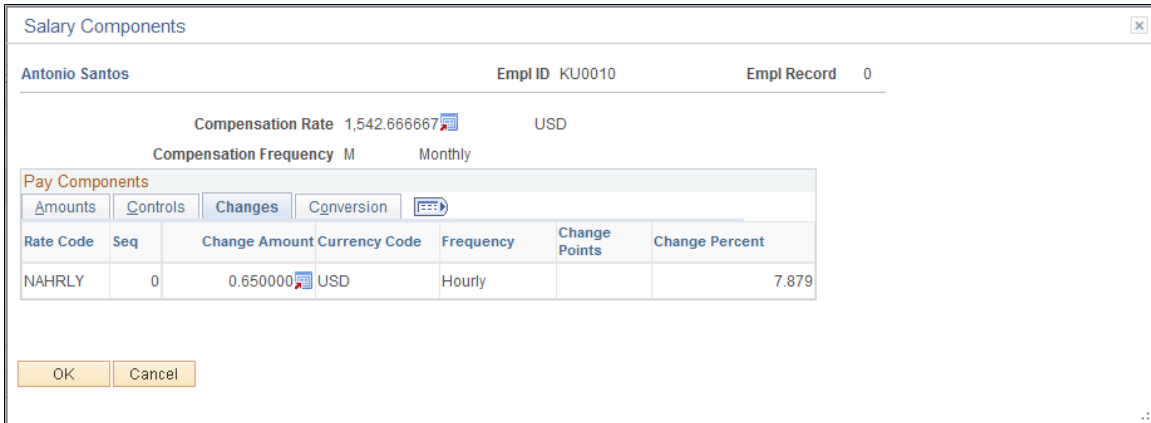 Salary Components
Antonio Santos Empl ID KU0010 Empl Record 0
Compensation Rate 1,542.666667 USD
Compensation Frequency M Monthly
Pay Components
Amounts Controls Changes Conversion
Rate Code Seq Change Amount Currency Code Frequency Change Points Change Percent
NAHRLY 0 0.650000 USD Hourly 7.879
OK Cancel